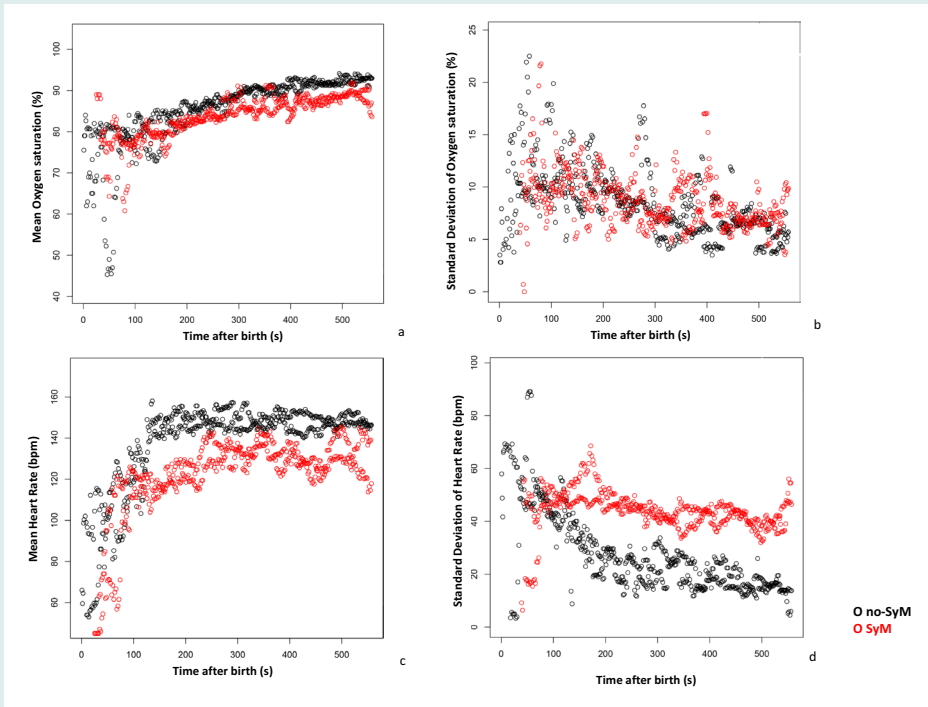 Mean Oxygen saturation (%)
100
90
80
70
60
50
40
0 100 200 300 400 500
Time after birth (s)
a
Standard Deviation of Oxygen saturation (%)
25
20
15
10
5
0
0 100 200 300 400 500
Time after birth (s)
b
Mean Heart Rate (bpm)
160
140
120
100
80
60
0 100 200 300 400 500
Time after birth (s)
c
Standard Deviation of Heart Rate (bpm)
100
80
60
40
20
0
0 100 200 300 400 500
Time after birth (s)
d
O no-SyM
O SyM